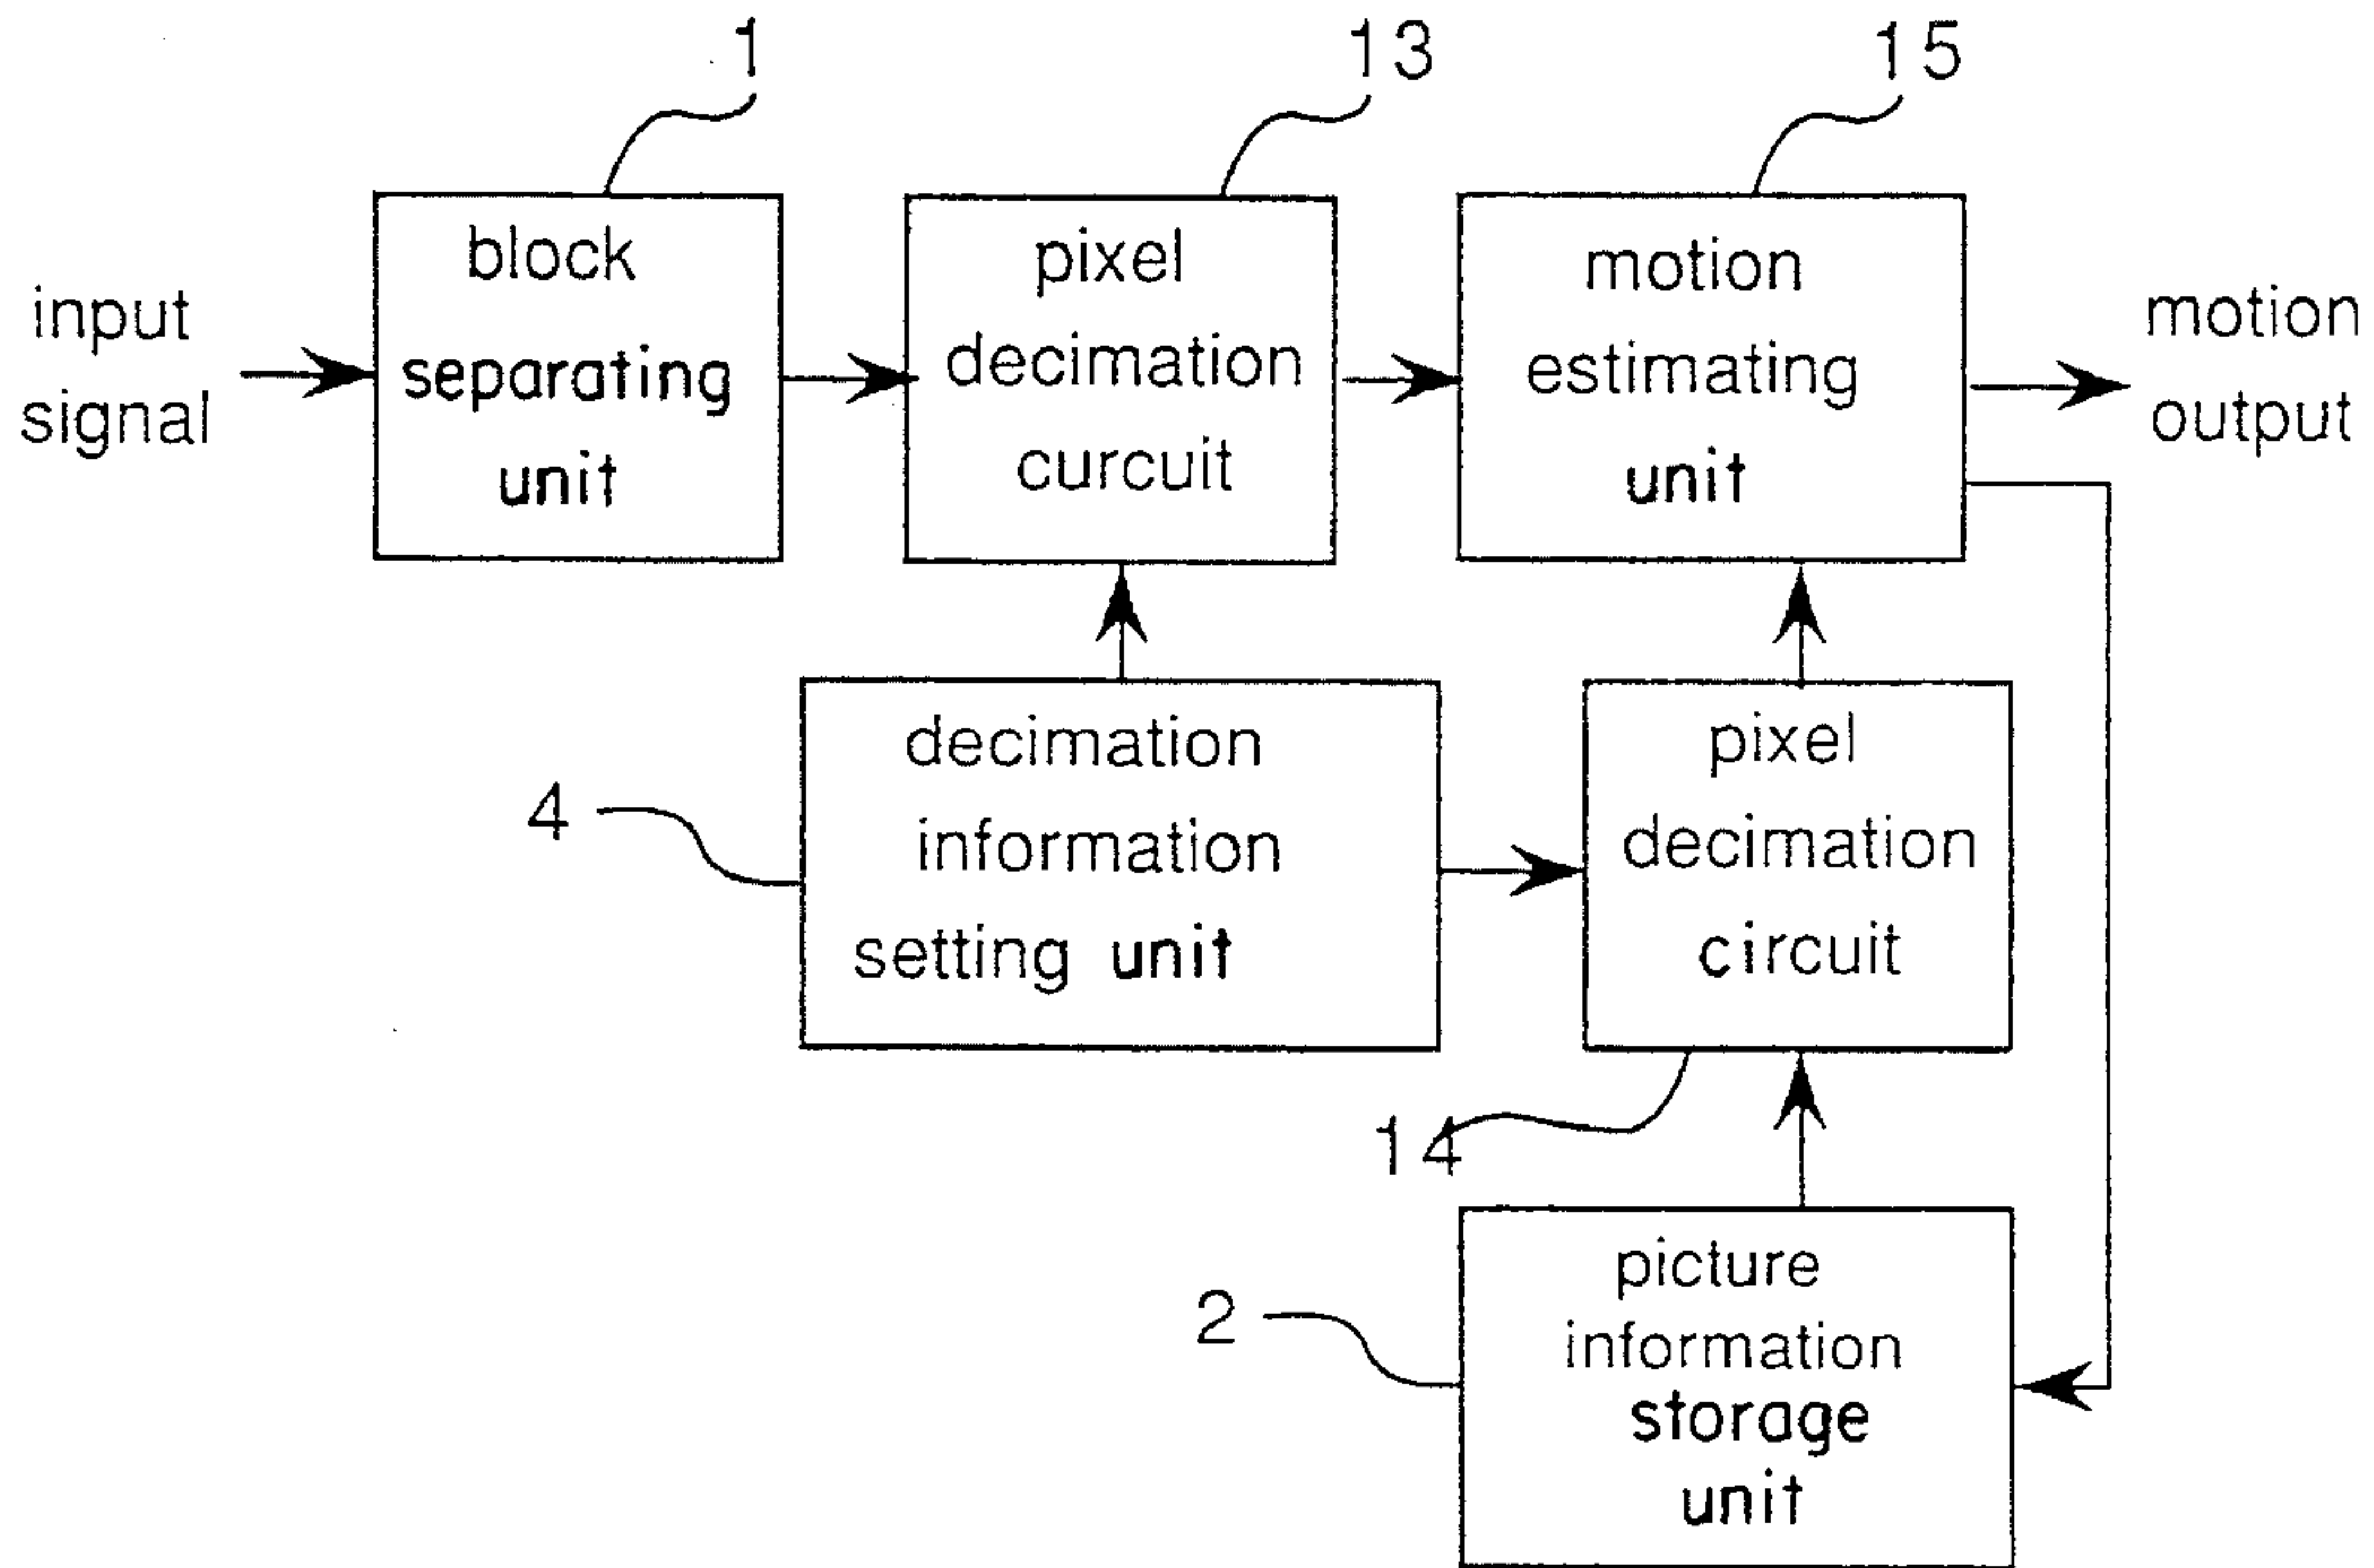 1
13
15
input
signal
block
separating
unit
pixel
decimation
curcuit
motion
estimating
unit
motion
output
4
decimation
information
setting unit
pixel
decimation
circuit
14
2
picture
information
storage
unit